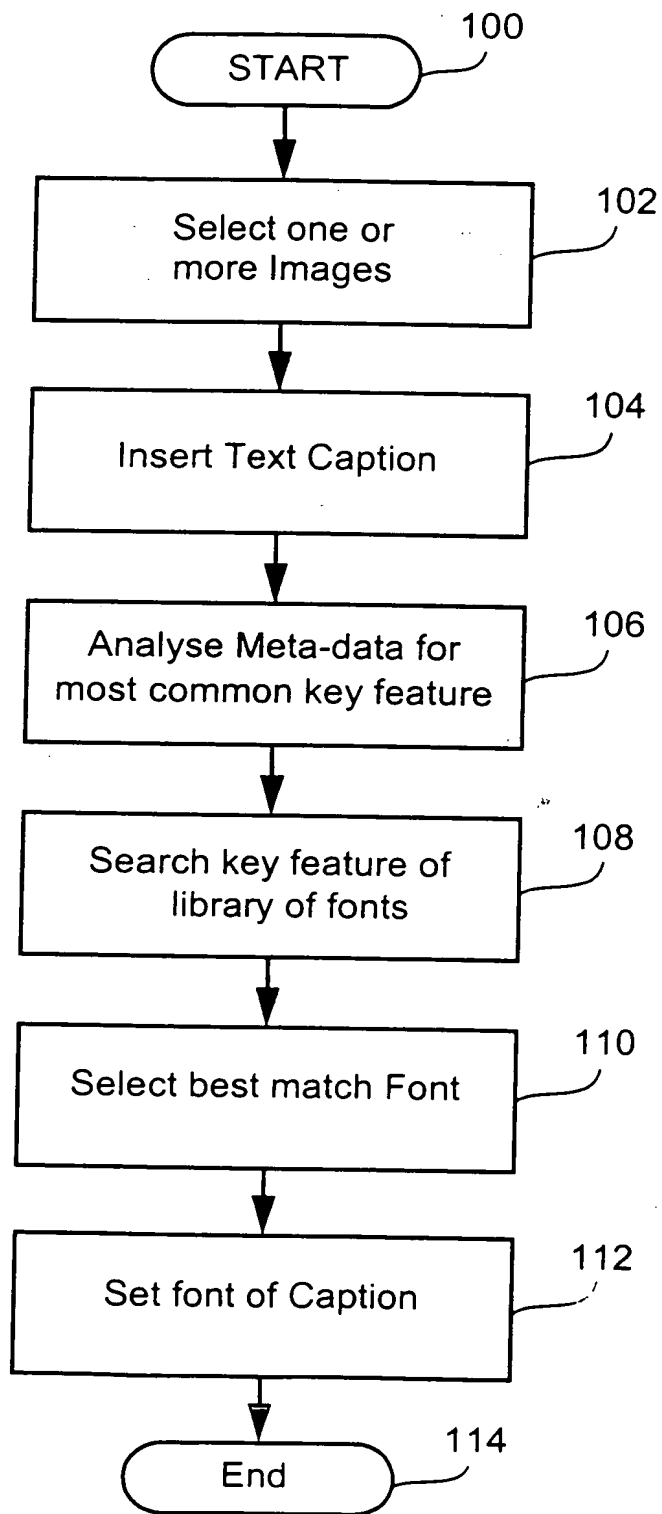 100
START
102
Select one or
more Images
104
Insert Text Caption
106
Analyse Meta-data for
most common key feature
108
Search key feature of
library of fonts
110
Select best match Font
112
Set font of Caption
114
End